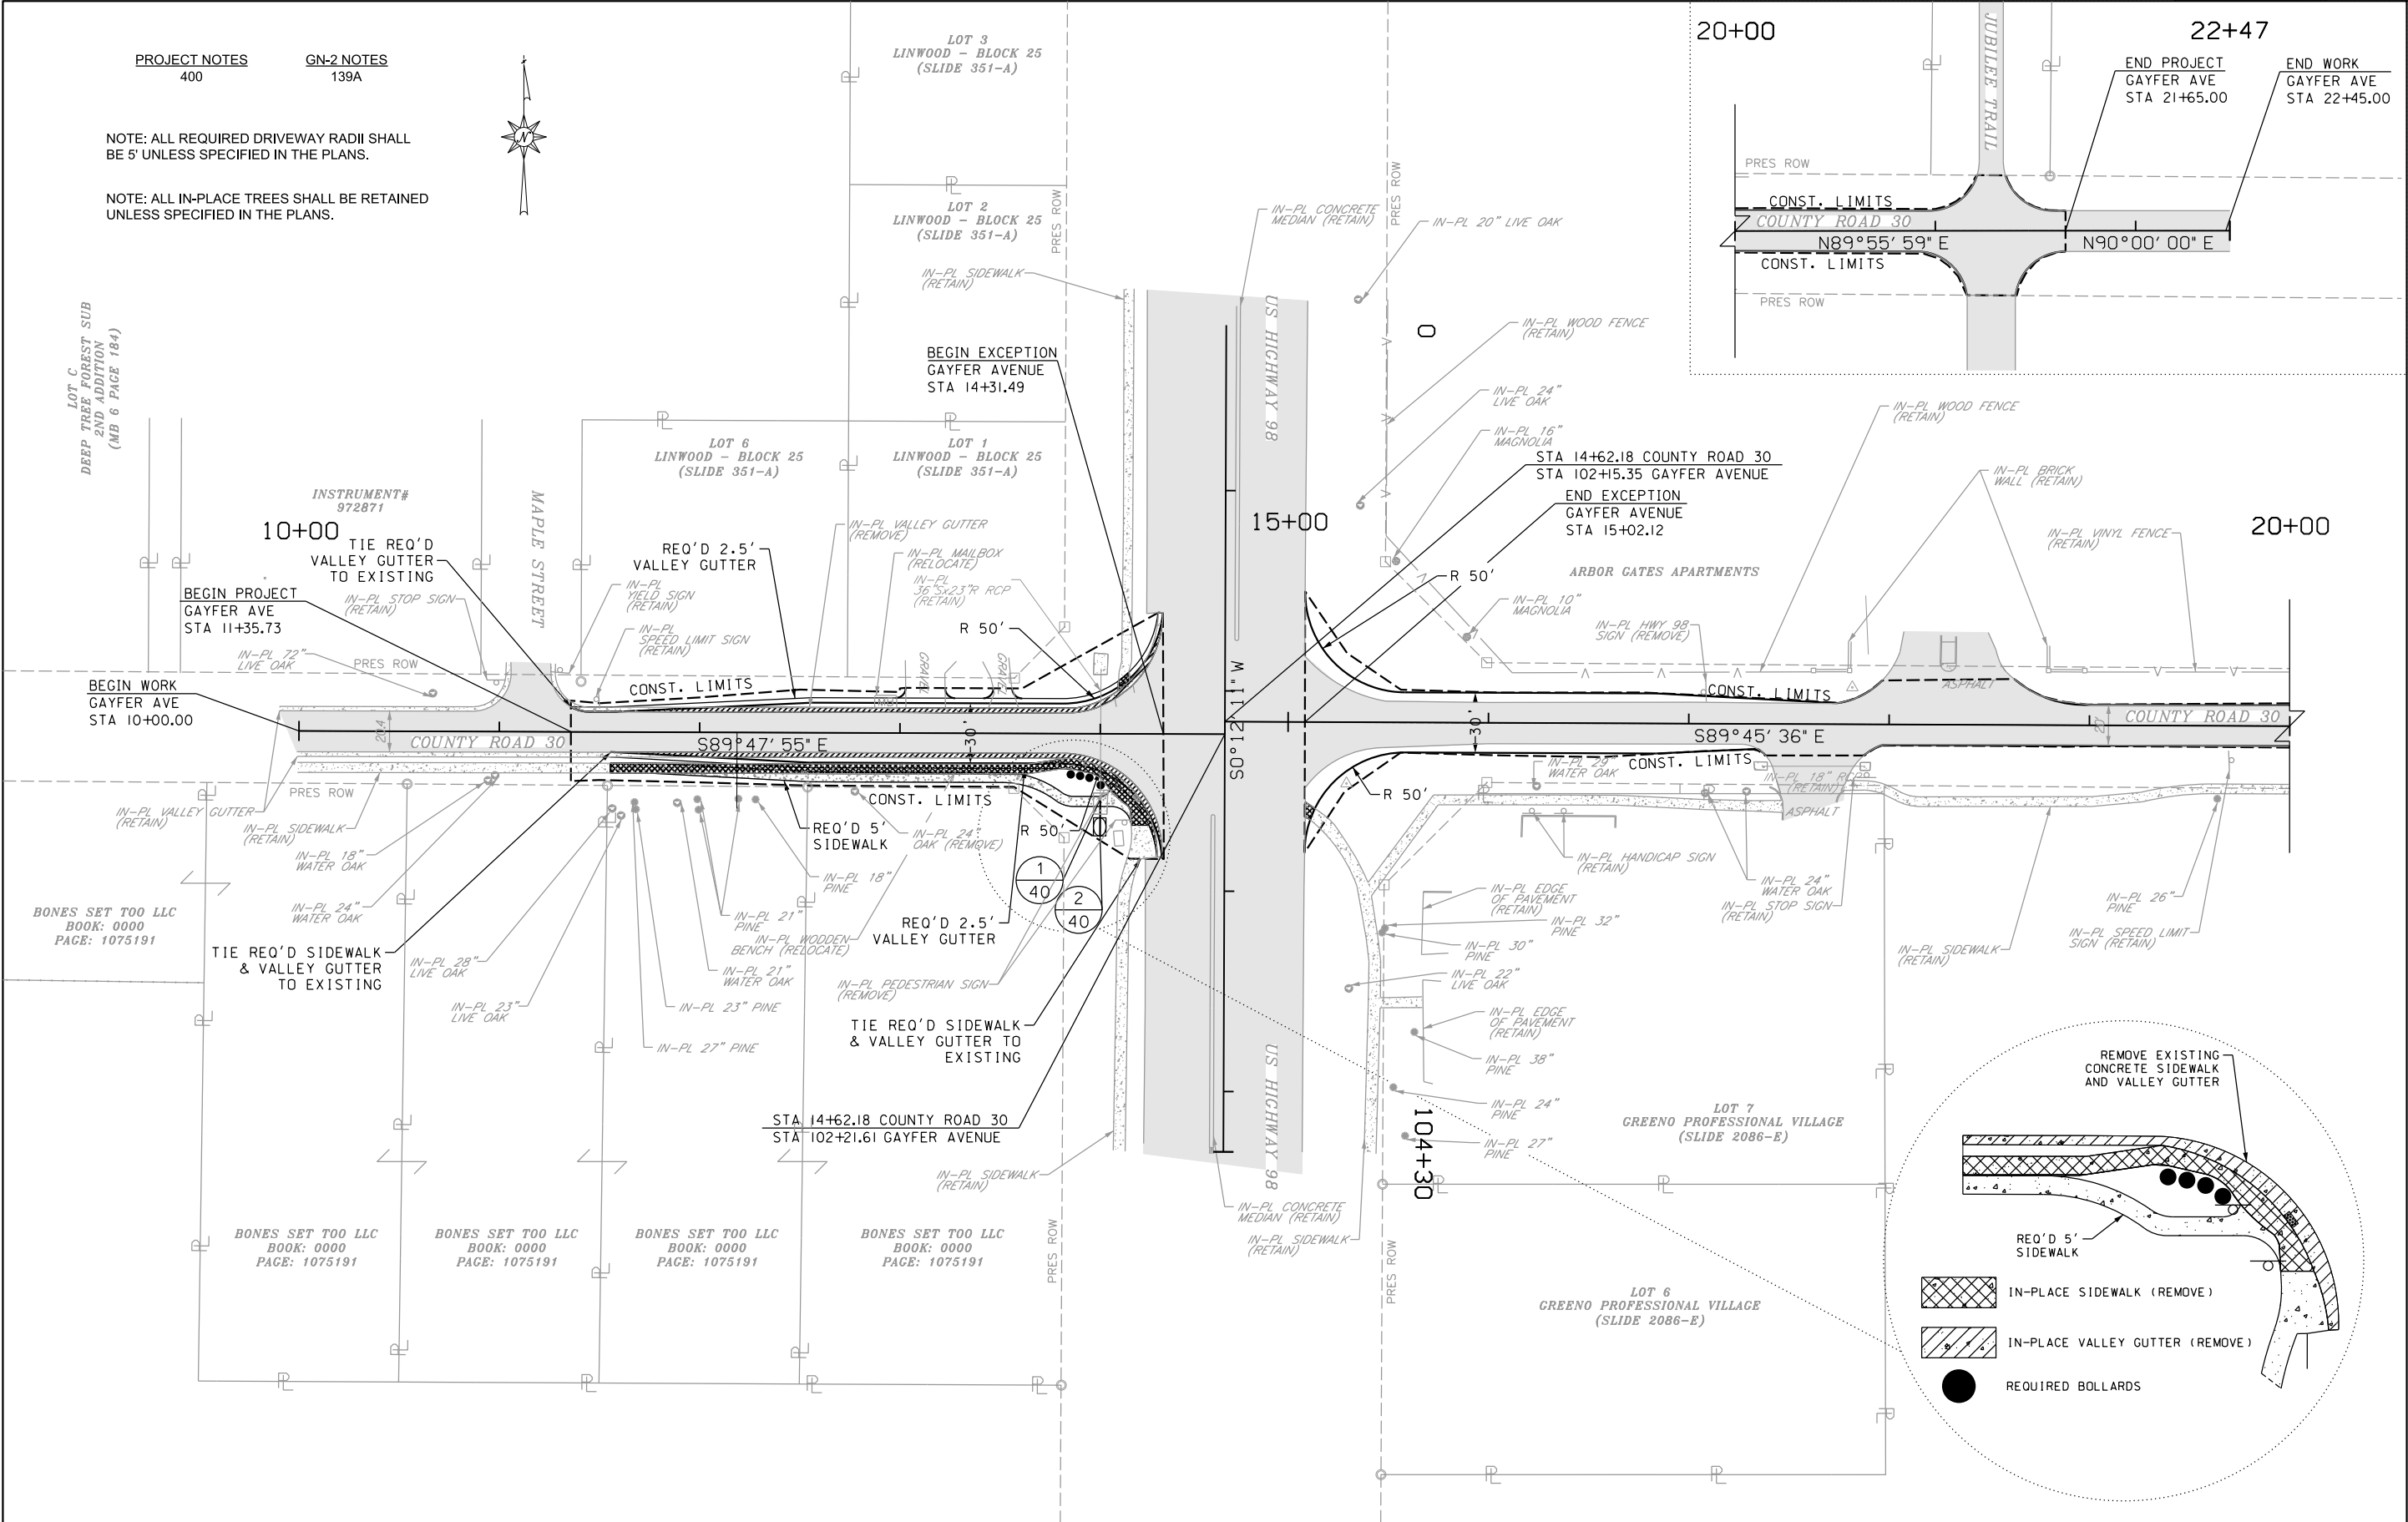 PROJECT NOTES
400
GN-2 NOTES
139A
NOTE: ALL REQUIRED DRIVEWAY RADII SHALL
BE 5' UNLESS SPECIFIED IN THE PLANS.
NOTE: ALL IN-PLACE TREES SHALL BE RETAINED
UNLESS SPECIFIED IN THE PLANS.
N
LOT 3
LINWOOD - BLOCK 25
(SLIDE 351-A)
LOT 2
LINWOOD - BLOCK 25
(SLIDE 351-A)
PRES ROW
IN-PL SIDEWALK
(RETAIN)
IN-PL CONCRETE
MEDIAN (RETAIN)
PRES ROW
IN-PL 20" LIVE OAK
20+00
22+47
JUBILEE TRAIL
END PROJECT
GAYFER AVE
STA 21+65.00
END WORK
GAYFER AVE
STA 22+45.00
PRES ROW
CONST. LIMITS
COUNTY ROAD 30
N89°55'59" E
N90°00'00" E
CONST. LIMITS
PRES ROW
LOT C
DEEP TREE FOREST SUB
2ND ADDITION
(MB 6 PAGE 184)
BEGIN EXCEPTION
GAYFER AVENUE
STA 14+31.49
US HIGHWAY 98
0
IN-PL WOOD FENCE
(RETAIN)
IN-PL 24"
LIVE OAK
IN-PL 16"
MAGNOLIA
IN-PL WOOD FENCE
(RETAIN)
LOT 6
LINWOOD - BLOCK 25
(SLIDE 351-A)
LOT 1
LINWOOD - BLOCK 25
(SLIDE 351-A)
STA 14+62.18 COUNTY ROAD 30
STA 102+15.35 GAYFER AVENUE
END EXCEPTION
GAYFER AVENUE
STA 15+02.12
IN-PL BRICK
WALL (RETAIN)
INSTRUMENT#
972871
10+00
MAPLE STREET
15+00
20+00
IN-PL VINYL FENCE
(RETAIN)
TIE REQ'D
VALLEY GUTTER
TO EXISTING
REQ'D 2.5'
VALLEY GUTTER
IN-PL VALLEY GUTTER
(REMOVE)
IN-PL MAILBOX
(RELOCATE)
IN-PL
36"Sx23"R RCP
(RETAIN)
R 50'
R 50'
ARBOR GATES APARTMENTS
BEGIN PROJECT
GAYFER AVE
STA 11+35.73
IN-PL STOP SIGN
(RETAIN)
IN-PL
YIELD SIGN
(RETAIN)
IN-PL
SPEED LIMIT SIGN
(RETAIN)
IN-PL 10"
MAGNOLIA
IN-PL HWY 98
SIGN (REMOVE)
IN-PL 72"
LIVE OAK
PRES ROW
GRAVEL
GRAVEL
BEGIN WORK
GAYFER AVE
STA 10+00.00
CONST. LIMITS
CONST. LIMITS
ASPHALT
20.4
COUNTY ROAD 30
S89°47'55" E
30'
S0°12'11" W
30'
S89°45'36" E
COUNTY ROAD 30
PRES ROW
CONST. LIMITS
CONST. LIMITS
IN-PL 29"
WATER OAK
IN-PL 18" RCP
(RETAIN)
ASPHALT
IN-PL VALLEY GUTTER
(RETAIN)
IN-PL SIDEWALK
(RETAIN)
IN-PL 18"
WATER OAK
REQ'D 5'
SIDEWALK
IN-PL 24"
OAK (REMOVE)
R 50'
R 50'
IN-PL HANDICAP SIGN
(RETAIN)
IN-PL 18"
PINE
1
40
2
40
IN-PL EDGE
OF PAVEMENT
(RETAIN)
IN-PL 24"
WATER OAK
IN-PL STOP SIGN
(RETAIN)
IN-PL 26"
PINE
IN-PL SPEED LIMIT
SIGN (RETAIN)
IN-PL SIDEWALK
(RETAIN)
BONES SET TOO LLC
BOOK: 0000
PAGE: 1075191
IN-PL 24"
WATER OAK
IN-PL 21"
PINE
IN-PL WODDEN
BENCH (RELOCATE)
REQ'D 2.5'
VALLEY GUTTER
IN-PL 32"
PINE
IN-PL 30"
PINE
TIE REQ'D SIDEWALK
& VALLEY GUTTER
TO EXISTING
IN-PL 28"
LIVE OAK
IN-PL 21"
WATER OAK
IN-PL PEDESTRIAN SIGN
(REMOVE)
IN-PL 22"
LIVE OAK
IN-PL 23"
LIVE OAK
IN-PL 23" PINE
IN-PL 27" PINE
TIE REQ'D SIDEWALK
& VALLEY GUTTER TO
EXISTING
IN-PL EDGE
OF PAVEMENT
(RETAIN)
IN-PL 38"
PINE
US HIGHWAY 98
IN-PL 24"
PINE
STA 14+62.18 COUNTY ROAD 30
STA 102+21.61 GAYFER AVENUE
104+30
IN-PL 27"
PINE
LOT 7
GREENO PROFESSIONAL VILLAGE
(SLIDE 2086-E)
REMOVE EXISTING
CONCRETE SIDEWALK
AND VALLEY GUTTER
IN-PL SIDEWALK
(RETAIN)
IN-PL CONCRETE
MEDIAN (RETAIN)
IN-PL SIDEWALK
(RETAIN)
PRES ROW
PRES ROW
BONES SET TOO LLC
BOOK: 0000
PAGE: 1075191
BONES SET TOO LLC
BOOK: 0000
PAGE: 1075191
BONES SET TOO LLC
BOOK: 0000
PAGE: 1075191
BONES SET TOO LLC
BOOK: 0000
PAGE: 1075191
LOT 6
GREENO PROFESSIONAL VILLAGE
(SLIDE 2086-E)
REQ'D 5'
SIDEWALK
IN-PLACE SIDEWALK (REMOVE)
IN-PLACE VALLEY GUTTER (REMOVE)
REQUIRED BOLLARDS